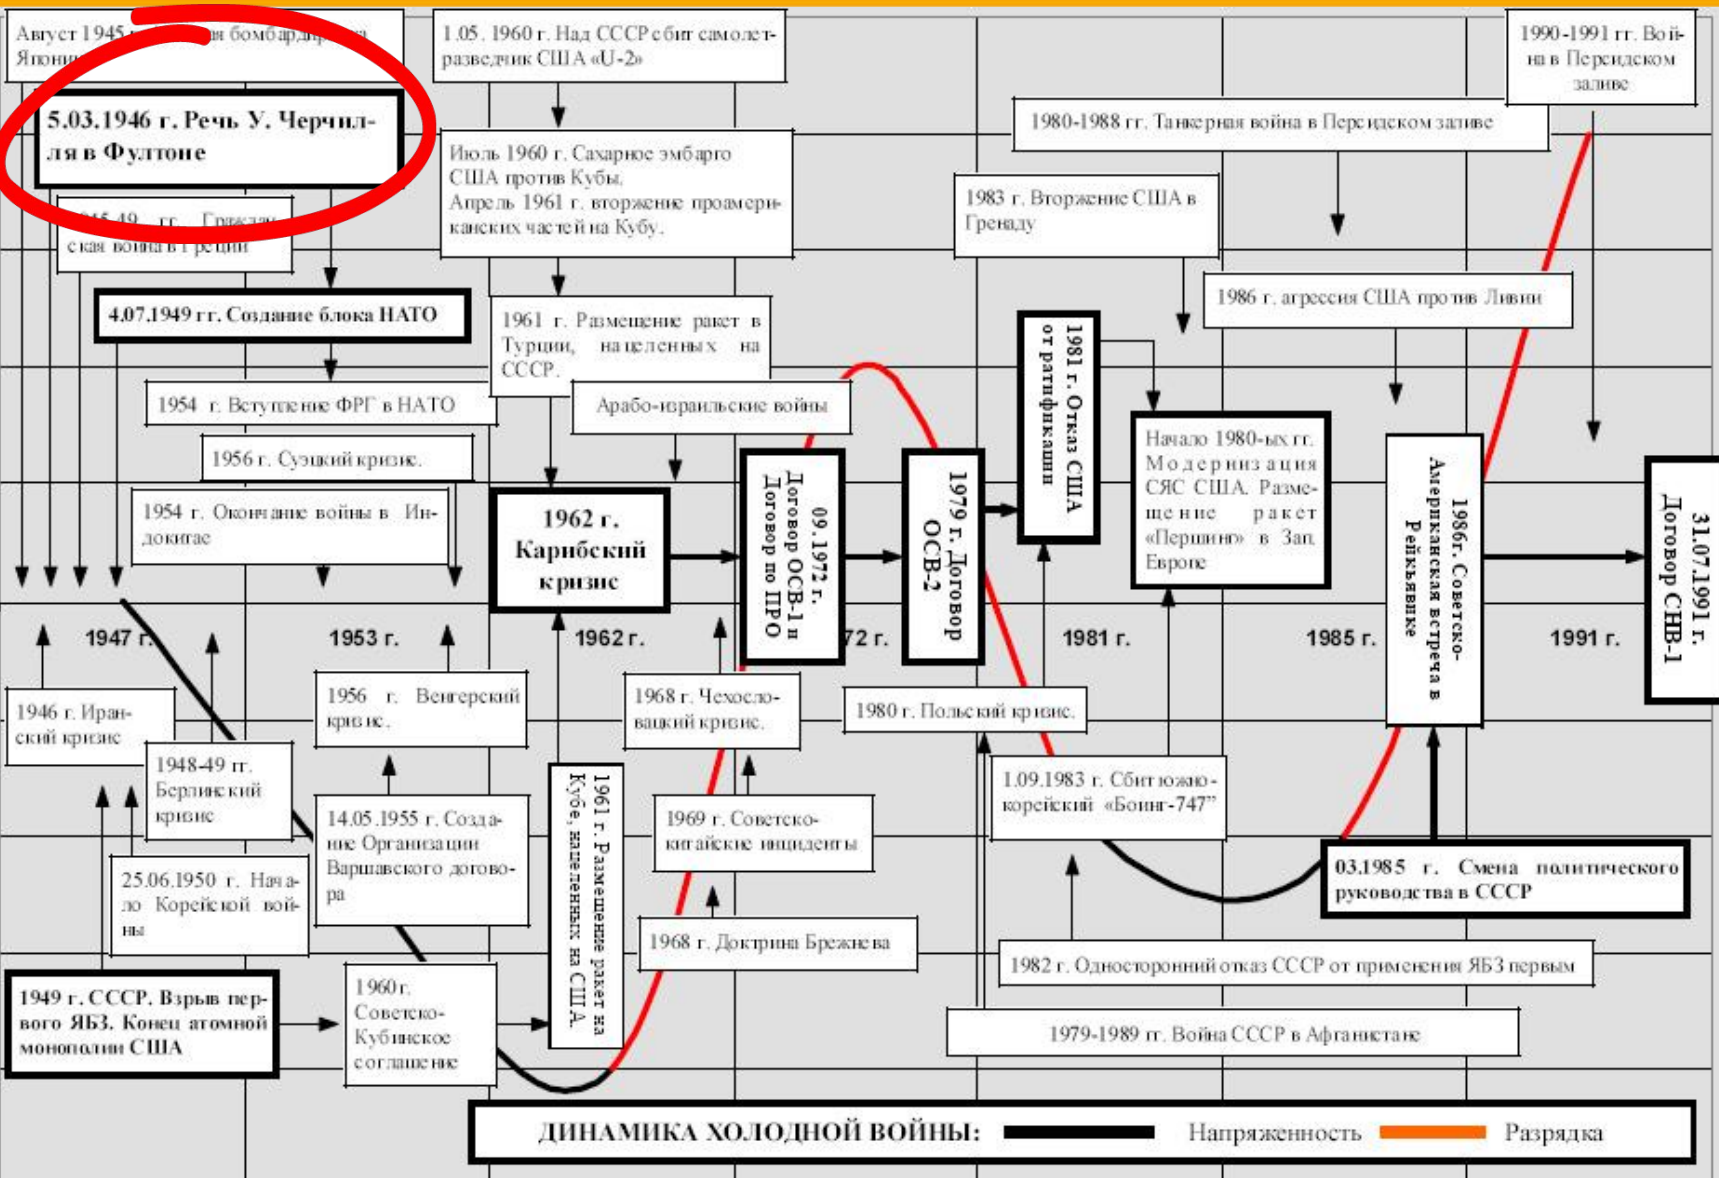 Август 1945
ая бомбардировка
Японии
5.03.1946 г. Речь У. Черчил-
ля в Фултоне
1945-49 гг. Граждан-
ская война в Греции
4.07.1949 гг. Создание блока НАТО
1954 г. Вступление ФРГ в НАТО
1956 г. Суэцкий кризис.
1954 г. Окончание войны в Ин-
докитае
1.05. 1960 г. Над СССР сбит самолет-
разведчик США «U-2»
Июль 1960 г. Сахарное эмбарго
США против Кубы.
Апрель 1961 г. вторжение проамери-
канских частей на Кубу.
1961 г. Размещение ракет в
Турции, нацеленных на
СССР.
Арабо-израильские войны
1962 г.
Карибский
кризис
09.1972 г.
Договор ОСВ-1 и
Договор по ПРО
1979 г. Договор
ОСВ-2
1981 г. Отказ США
от ратификации
1990-1991 гг. Вой-
на в Персидском
заливе
1980-1988 гг. Танкерная война в Персидском заливе
1983 г. Вторжение США в
Гренаду
1986 г. агрессия США против Ливии
Начало 1980-ых гг.
Модернизация
СЯС США. Разме-
щение ракет
«Першинг» в Зап.
Европе
1986г. Советско-
Американская встреча в
Рейкьявике
31.07.1991 г.
Договор СНВ-1
1947 г.
1953 г.
1962 г.
72 г.
1981 г.
1985 г.
1991 г.
1946 г. Иран-
ский кризис
1948-49 гг.
Берлинский
кризис
25.06.1950 г. Нача-
ло Корейской вой-
ны
1949 г. СССР. Взрыв пер-
вого ЯБЗ. Конец атомной
монополии США
1956 г. Венгерский
кризис.
14.05.1955 г. Созда-
ние Организации
Варшавского догово-
ра
1960г.
Советско-
Кубинское
соглашение
1961 г. Размещение ракет на
Кубе, нацеленных на США.
1968 г. Чехосло-
вацкий кризис.
1969 г. Советско-
китайские инциденты
1968 г. Доктрина Брежнева
1980 г. Польский кризис.
1.09.1983 г. Сбит южно-
корейский «Боинг-747”
03.1985 г. Смена политического
руководства в СССР
1982 г. Односторонний отказ СССР от применения ЯБЗ первым
1979-1989 гг. Война СССР в Афганистане
ДИНАМИКА ХОЛОДНОЙ ВОЙНЫ: Напряженность Разрядка